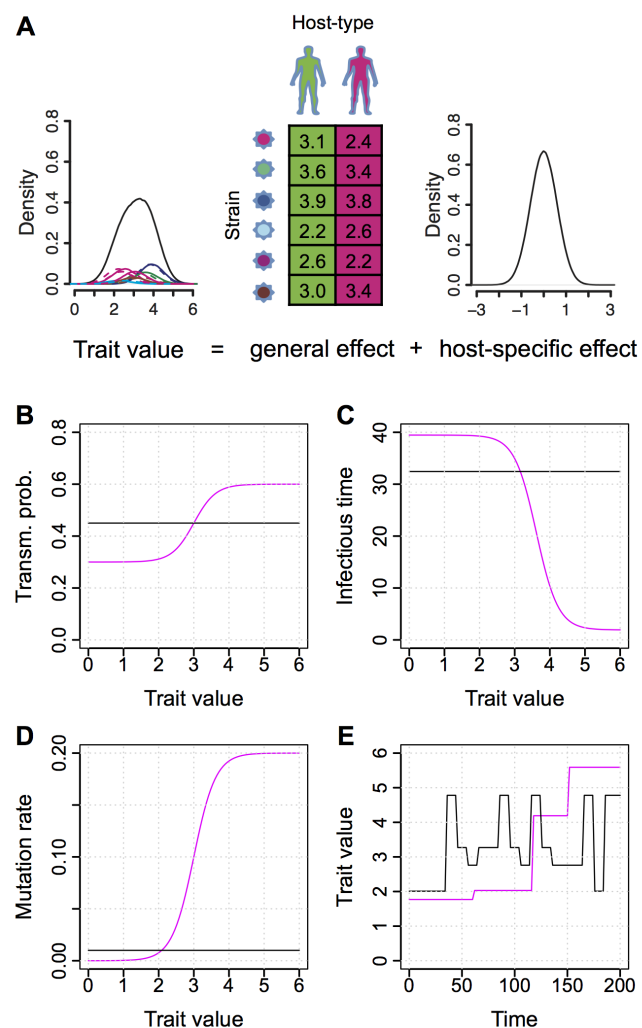 A
Host-type
Strain
3.1 2.4
3.6 3.4
3.9 3.8
2.2 2.6
2.6 2.2
3.0 3.4
Density
0.0 0.2 0.4 0.6 0.8
0 2 4 6
Density
0.0 0.2 0.4 0.6 0.8
−3 −1 1 3
Trait value = general effect + host-specific effect
B
Transm. prob.
0.0 0.2 0.4 0.6 0.8
0 1 2 3 4 5 6
Trait value
C
Infectious time
0 10 20 30 40
0 1 2 3 4 5 6
Trait value
D
Mutation rate
0.00 0.10 0.20
0 1 2 3 4 5 6
Trait value
E
Trait value
0 1 2 3 4 5 6
0 50 100 150 200
Time